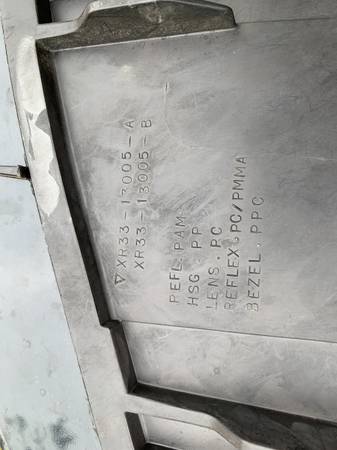 ▽ XR33-13005-A
XR33-13005-B
REFL.PAM
HSG.PP
LENS.PC
REFLEX.PC/PMMA
BEZEL.PPC